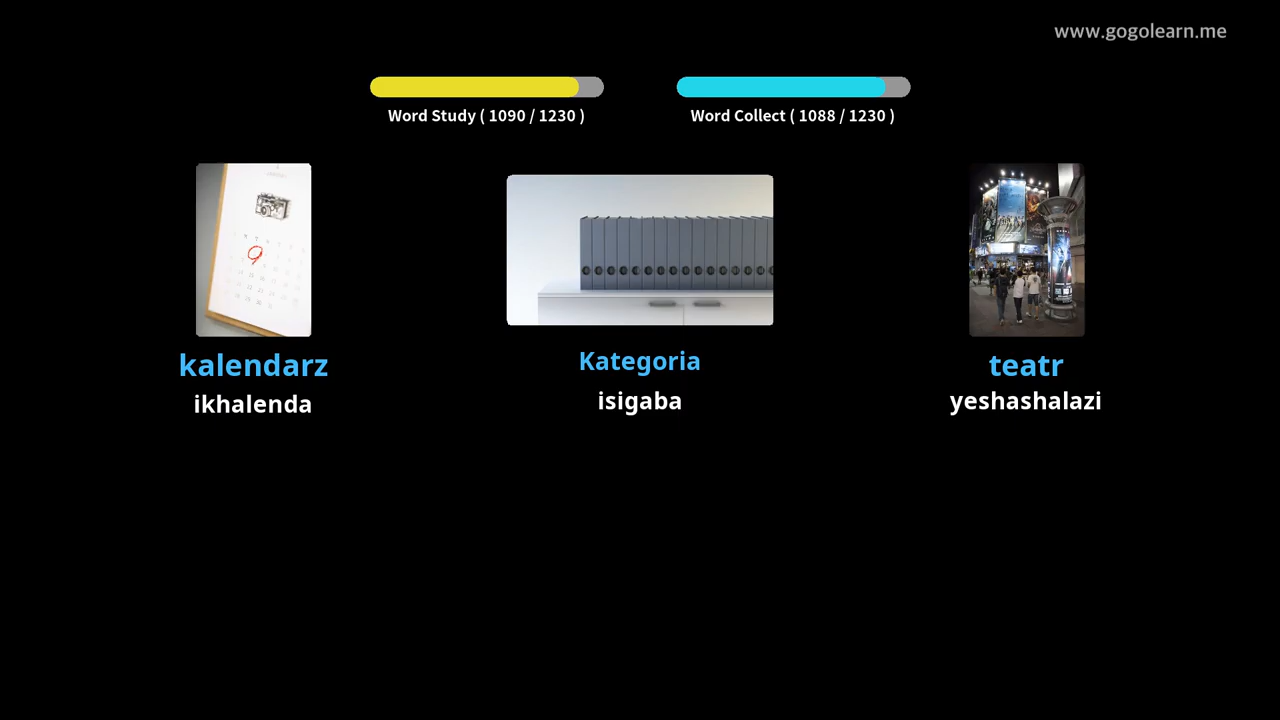 www.gogolearn.me
Word Study ( 1090 / 1230 )
Word Collect ( 1088 / 1230 )
kalendarz
ikhalenda
Kategoria
isigaba
teatr
yeshashalazi